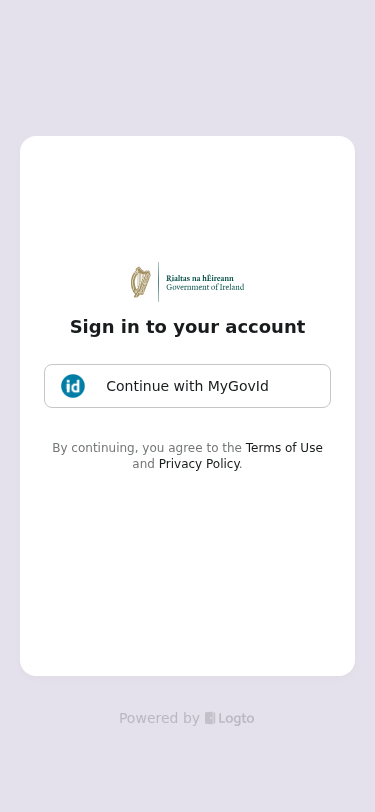 Rialtas na hÉireann
Government of Ireland
Sign in to your account
id
Continue with MyGovId
By continuing, you agree to the Terms of Use
and Privacy Policy.
Powered by Logto